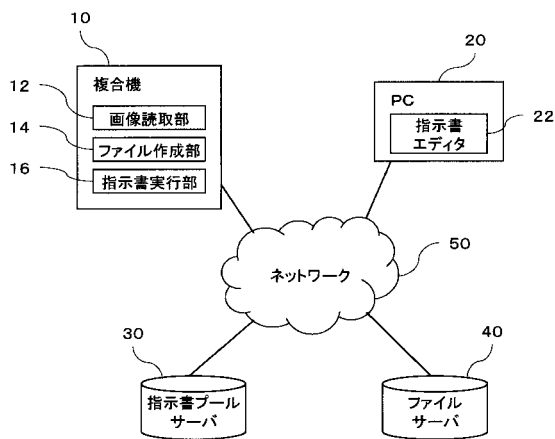 10
複合機
12
画像読取部
14
ファイル作成部
16
指示書実行部
20
PC
22
指示書
エディタ
ネットワーク
50
30
指示書プール
サーバ
40
ファイル
サーバ